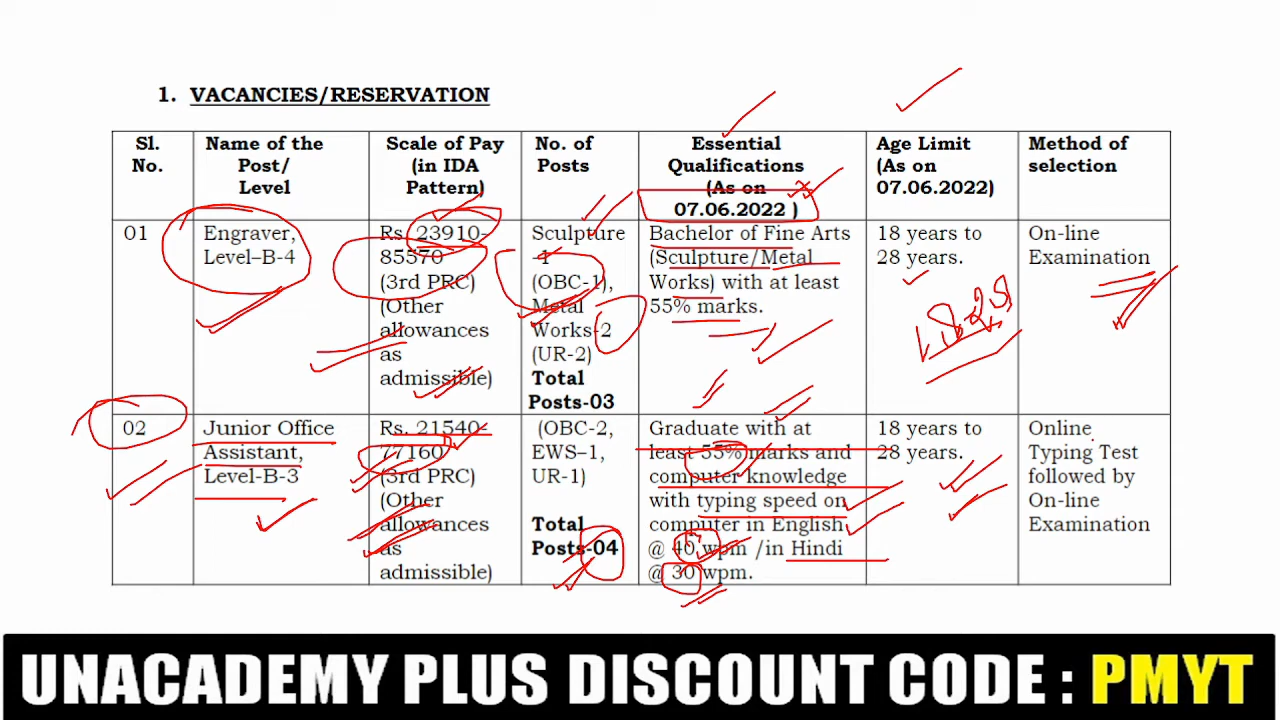 1. VACANCIES/RESERVATION
Sl. No.
Name of the Post/ Level
Scale of Pay (in IDA Pattern)
No. of Posts
Essential Qualifications (As on 07.06.2022 )
Age Limit (As on 07.06.2022)
Method of selection
01
Engraver,
Level–B-4
Rs. 23910-
85570
(3rd PRC)
(Other
allowances
as
admissible)
Sculpture
-1
(OBC-1),
Metal
Works-2
(UR-2)
Total
Posts-03
Bachelor of Fine Arts
(Sculpture/Metal
Works) with at least
55% marks.
18 years to
28 years.
18-28
On-line
Examination
02
Junior Office
Assistant,
Level-B-3
Rs. 21540-
77160
(3rd PRC)
(Other
allowances
as
admissible)
(OBC-2,
EWS–1,
UR-1)
Total
Posts-04
Graduate with at
least 55% marks and
computer knowledge
with typing speed on
computer in English
@ 40 wpm /in Hindi
@ 30 wpm.
18 years to
28 years.
Online
Typing Test
followed by
On-line
Examination
UNACADEMY PLUS DISCOUNT CODE : PMYT